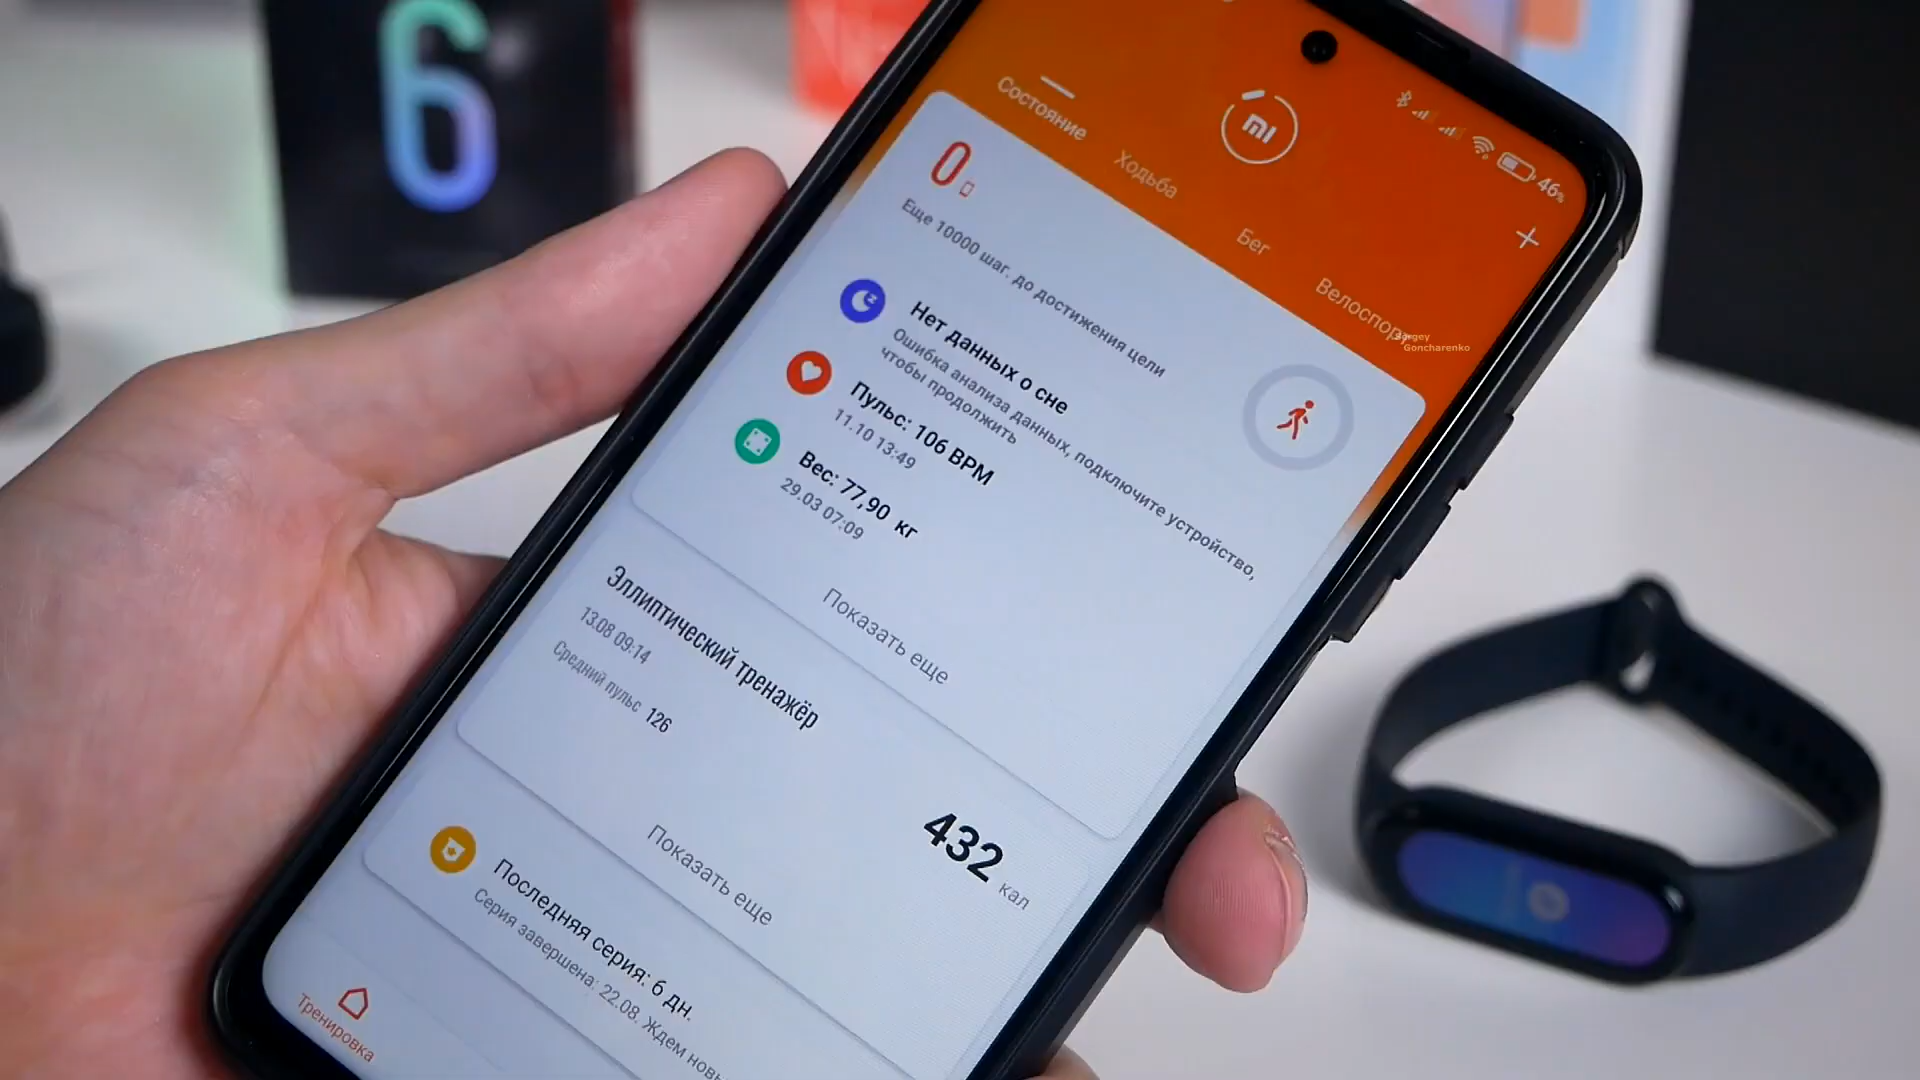 6
46%
Состояние
Ходьба
Бег
Велоспорт
Sergey
Goncharenko
0
Еще 10000 шаг. до достижения цели
Нет данных о сне
Ошибка анализа данных, подключите устройство,
чтобы продолжить
Пульс: 106 BPM
11.10 13:49
Вес: 77,90 кг
29.03 07:09
Показать еще
Эллиптический тренажёр
13.08 09:14
Средний пульс 126
432 кал
Показать еще
Последняя серия: 6 дн.
Серия завершена: 22.08. Ждем новы
Тренировка